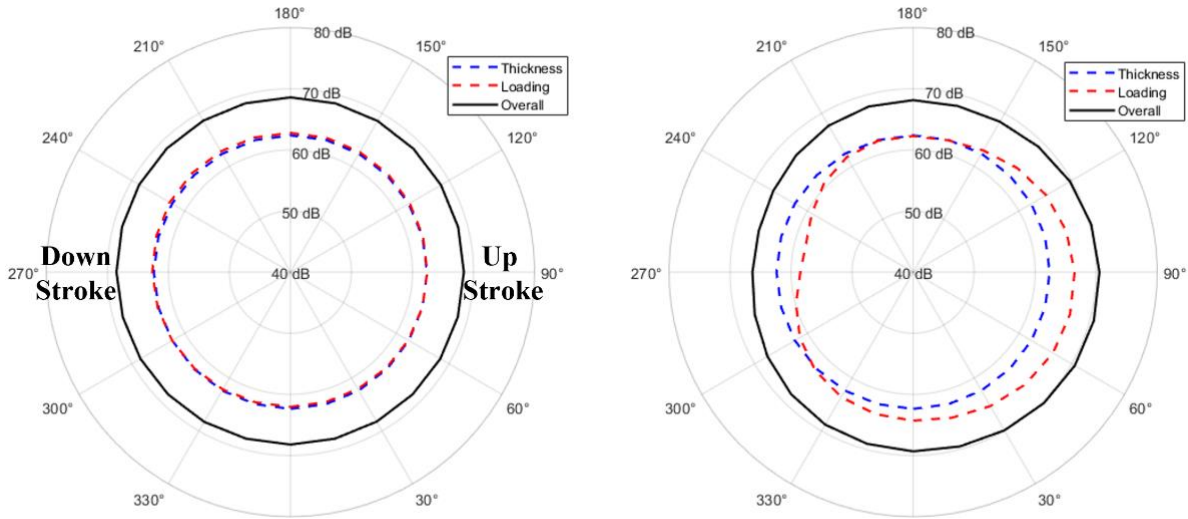 180°
80 dB
210°
150°
Thickness
Loading
Overall
70 dB
240°
120°
60 dB
50 dB
Down
Stroke
Up
Stroke
270°
40 dB
90°
300°
60°
330°
30°
180°
80 dB
210°
150°
Thickness
Loading
Overall
70 dB
240°
120°
60 dB
50 dB
270°
40 dB
90°
300°
60°
330°
30°